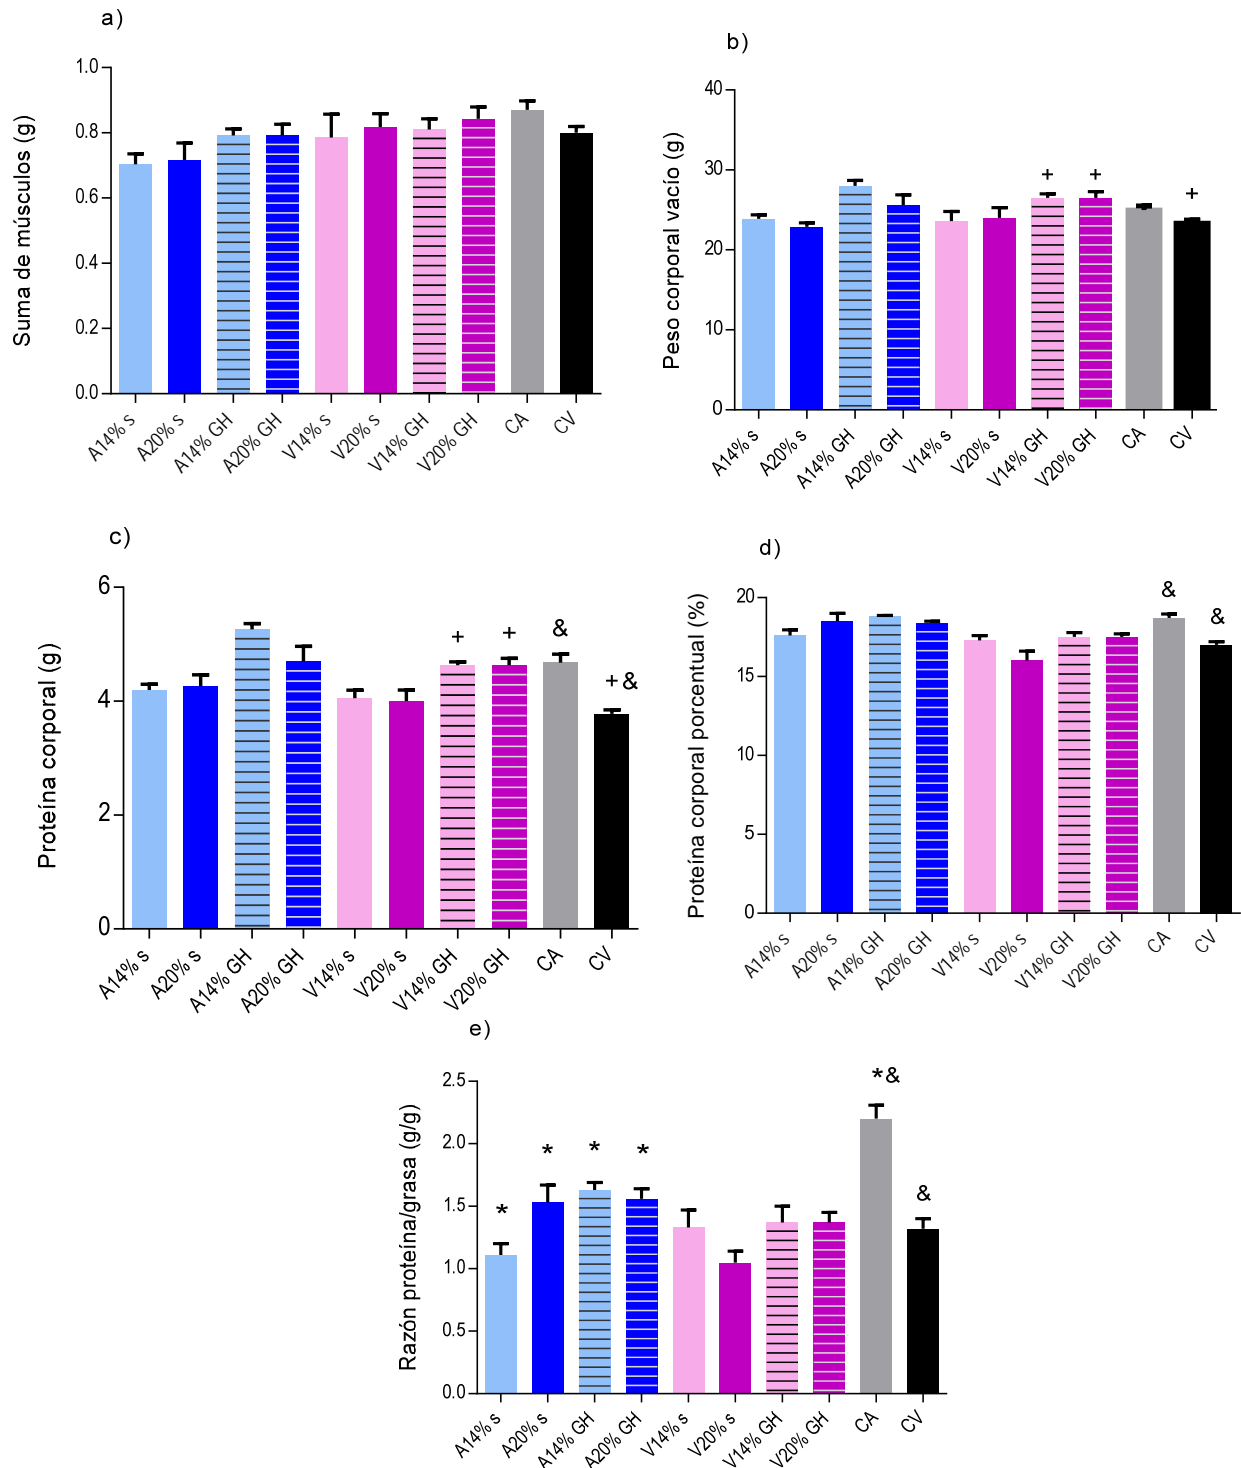 a)
Suma de músculos (g)
1.0
0.8
0.6
0.4
0.2
0.0
A14% s
A20% s
A14% GH
A20% GH
V14% s
V20% s
V14% GH
V20% GH
CA
CV
b)
Peso corporal vacío (g)
40
30
20
10
0
+
+
+
A14% s
A20% s
A14% GH
A20% GH
V14% s
V20% s
V14% GH
V20% GH
CA
CV
c)
Proteína corporal (g)
6
4
2
0
+
+
&
+ &
A14% s
A20% s
A14% GH
A20% GH
V14% s
V20% s
V14% GH
V20% GH
CA
CV
d)
Proteína corporal porcentual (%)
20
15
10
5
0
&
&
A14% s
A20% s
A14% GH
A20% GH
V14% s
V20% s
V14% GH
V20% GH
CA
CV
e)
Razón proteína/grasa (g/g)
2.5
2.0
1.5
1.0
0.5
0.0
*
*
*
*
*&
&
A14% s
A20% s
A14% GH
A20% GH
V14% s
V20% s
V14% GH
V20% GH
CA
CV